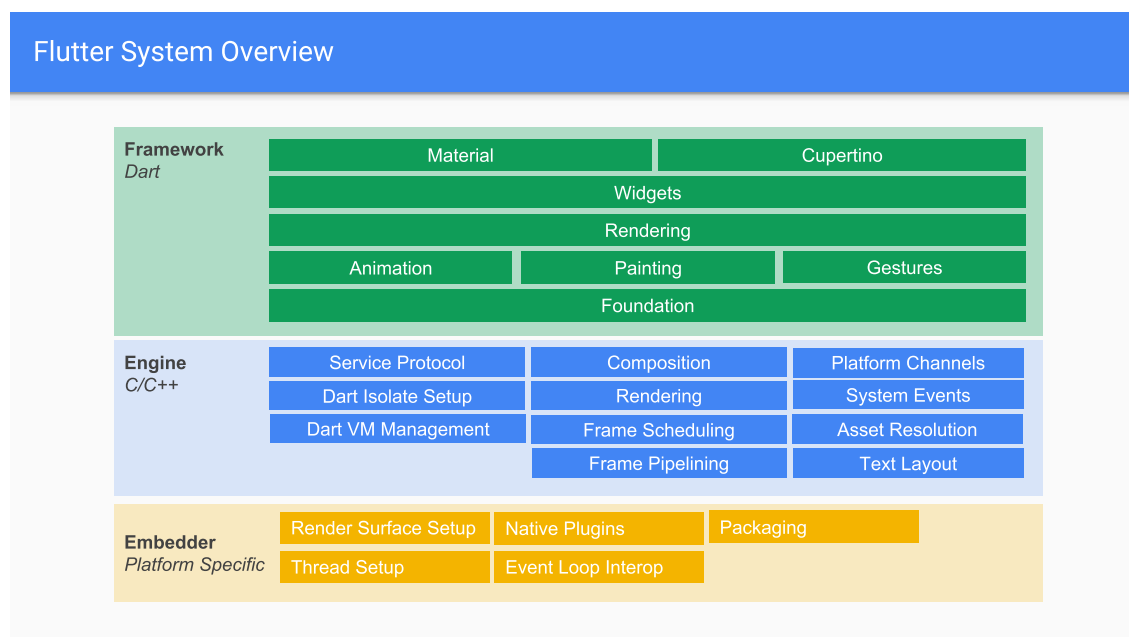 Flutter System Overview
Framework
Dart
Material
Cupertino
Widgets
Rendering
Animation
Painting
Gestures
Foundation
Engine
C/C++
Service Protocol
Composition
Platform Channels
Dart Isolate Setup
Rendering
System Events
Dart VM Management
Frame Scheduling
Asset Resolution
Frame Pipelining
Text Layout
Embedder
Platform Specific
Render Surface Setup
Native Plugins
Packaging
Thread Setup
Event Loop Interop